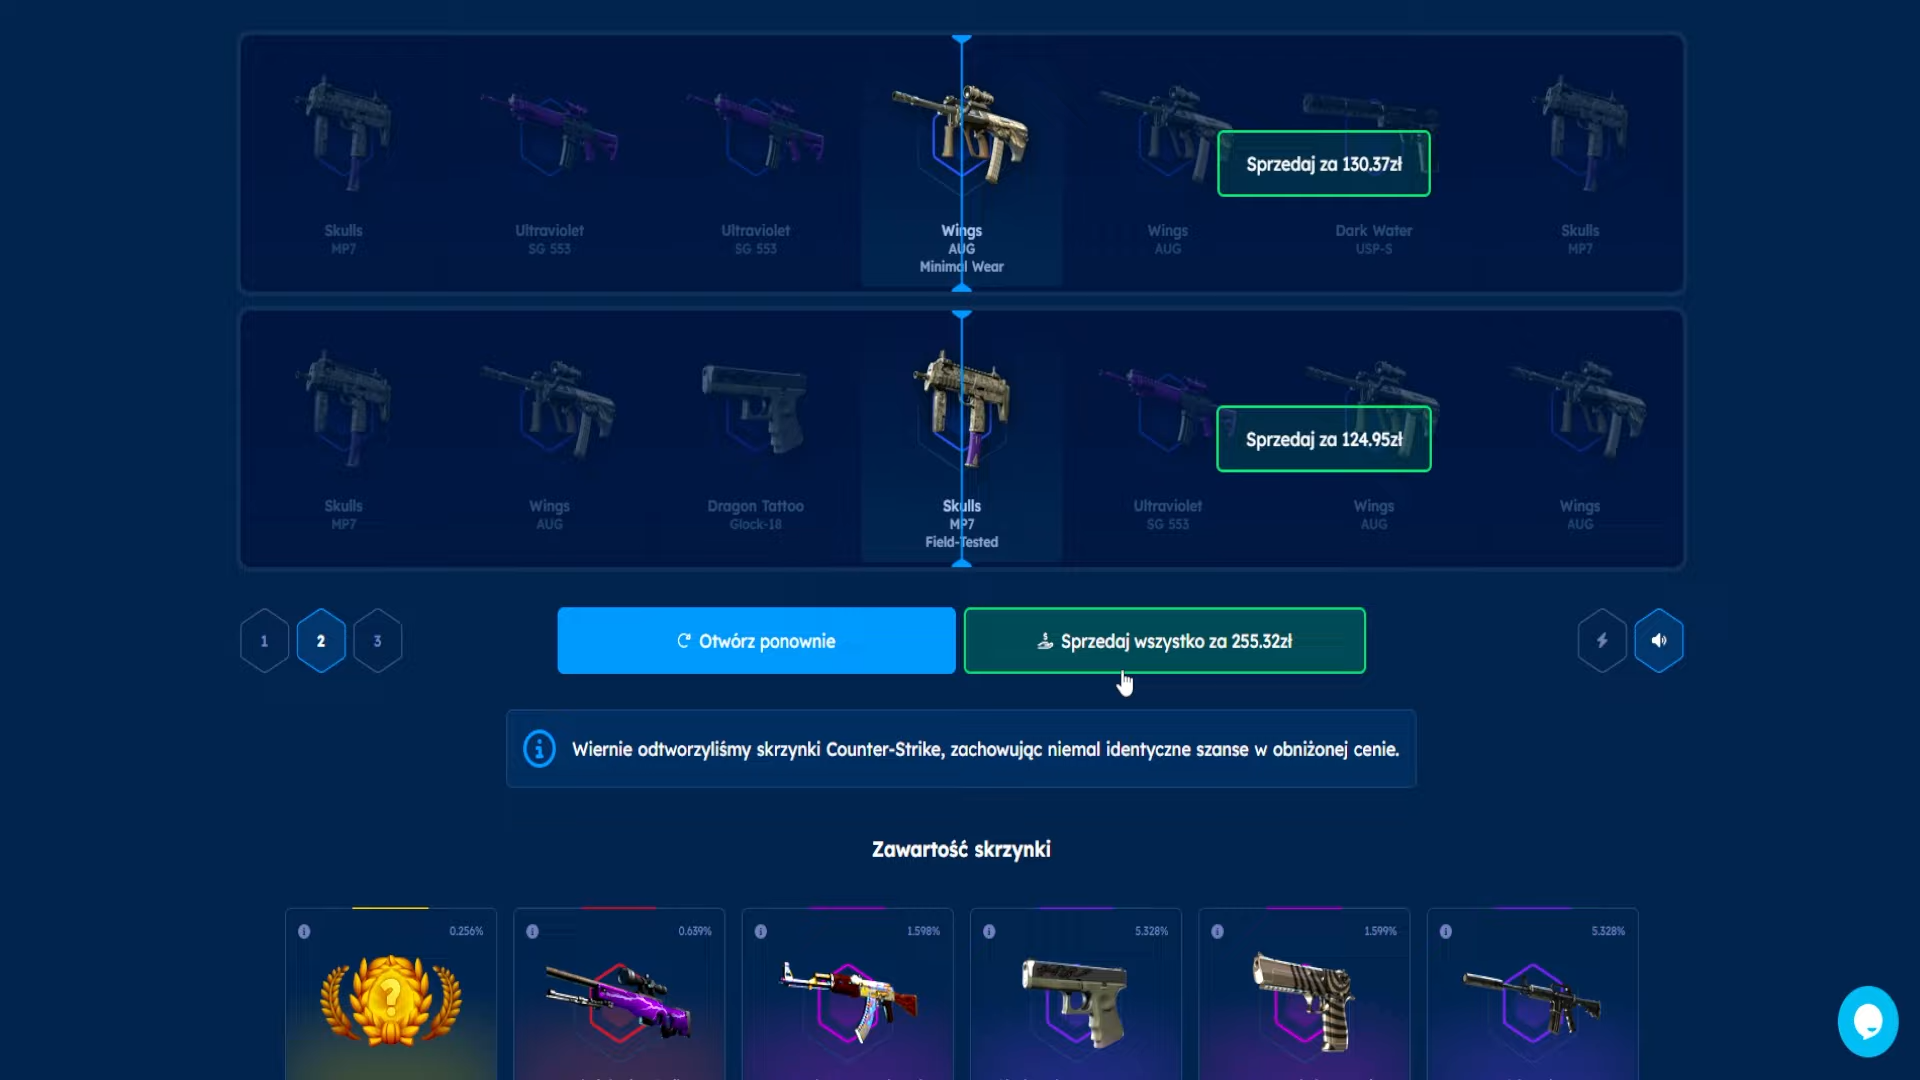 Sprzedaj za 130.37zł
Skulls
MP7
Ultraviolet
SG 553
Ultraviolet
SG 553
Wings
AUG
Minimal Wear
Wings
AUG
Dark Water
USP-S
Skulls
MP7
Sprzedaj za 124.95zł
Skulls
MP7
Wings
AUG
Dragon Tattoo
Glock-18
Skulls
MP7
Field-Tested
Ultraviolet
SG 553
Wings
AUG
Wings
AUG
1
2
3
Otwórz ponownie
Sprzedaj wszystko za 255.32zł
Wiernie odtworzyliśmy skrzynki Counter-Strike, zachowując niemal identyczne szanse w obniżonej cenie.
Zawartość skrzynki
0.256%
0.639%
1.598%
5.328%
1.599%
5.328%